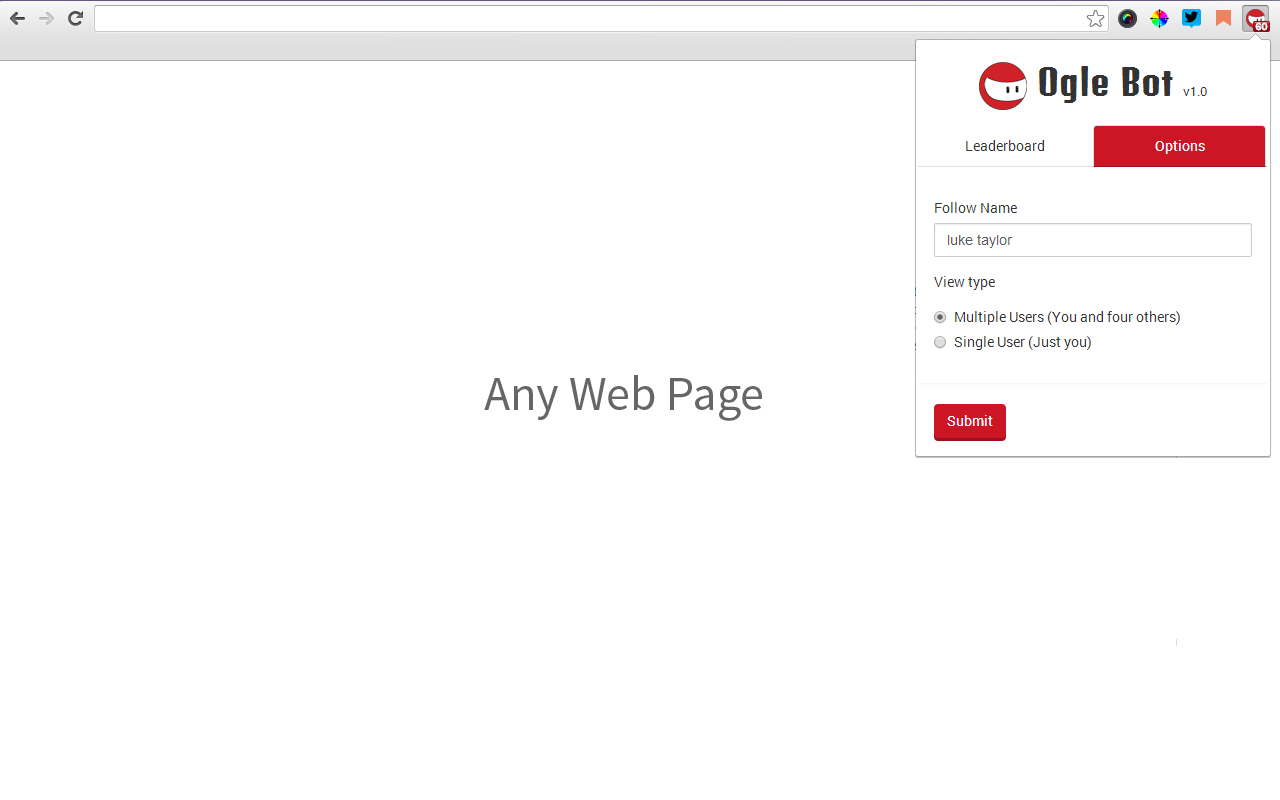 60
Ogle Bot v1.0
Leaderboard Options
Follow Name
luke taylor
View type
Multiple Users (You and four others)
Single User (Just you)
Any Web Page
Submit